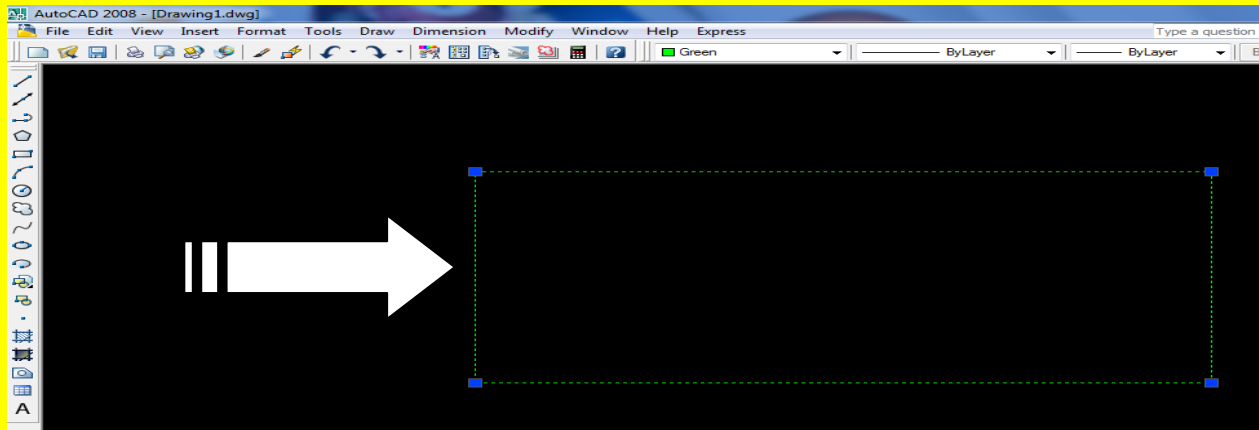 AutoCAD 2008 - [Drawing1.dwg]
File Edit View Insert Format Tools Draw Dimension Modify Window Help Express Type a question
Green ByLayer ByLayer B
A